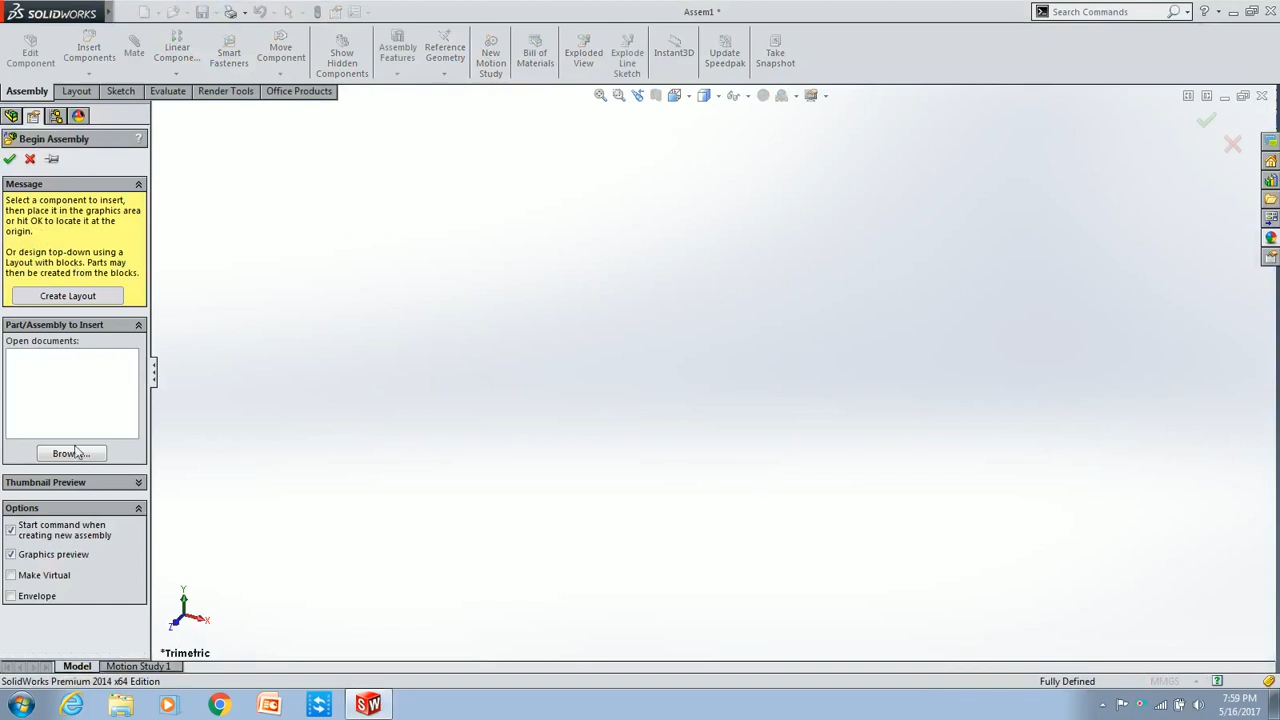 SOLIDWORKS
Assem1 *
Search Commands
Edit
Component
Insert
Components
Mate
Linear
Compone...
Smart
Fasteners
Move
Component
Show
Hidden
Components
Assembly
Features
Reference
Geometry
New
Motion
Study
Bill of
Materials
Exploded
View
Explode
Line
Sketch
Instant3D
Update
Speedpak
Take
Snapshot
Assembly
Layout
Sketch
Evaluate
Render Tools
Office Products
Begin Assembly
?
Message
Select a component to insert,
then place it in the graphics area
or hit OK to locate it at the
origin.
Or design top-down using a
Layout with blocks. Parts may
then be created from the blocks.
Create Layout
Part/Assembly to Insert
Open documents:
Thumbnail Preview
Options
Start command when
creating new assembly
Graphics preview
Make Virtual
Envelope
Y
X
Z
*Trimetric
Model
Motion Study 1
SolidWorks Premium 2014 x64 Edition
Fully Defined
MMGS
7:59 PM
5/16/2017